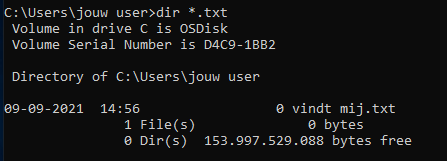 C:\Users\jouw user>dir *.txt
Volume in drive C is OSDisk
Volume Serial Number is D4C9-1BB2
Directory of C:\Users\jouw user
09-09-2021 14:56 0 vindt mij.txt
1 File(s) 0 bytes
0 Dir(s) 153.997.529.088 bytes free